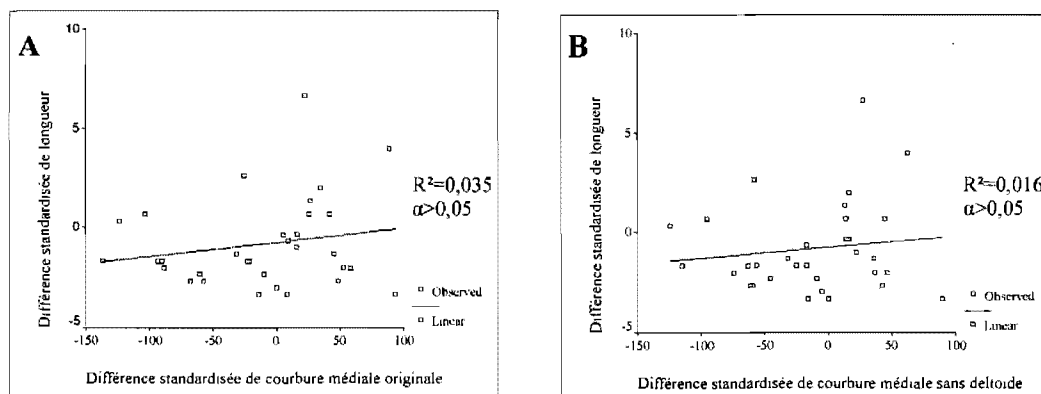 A
10
5
0
-5
Différence standardisée de longueur
R²=0,035
α>0,05
Observed
Linear
-150
-100
-50
0
50
100
Différence standardisée de courbure médiale originale
B
10
5
0
-5
Différence standardisée de longueur
R²=0,016
α>0,05
Observed
Linear
-150
-100
-50
0
50
100
Différence standardisée de courbure médiale sans deltoide